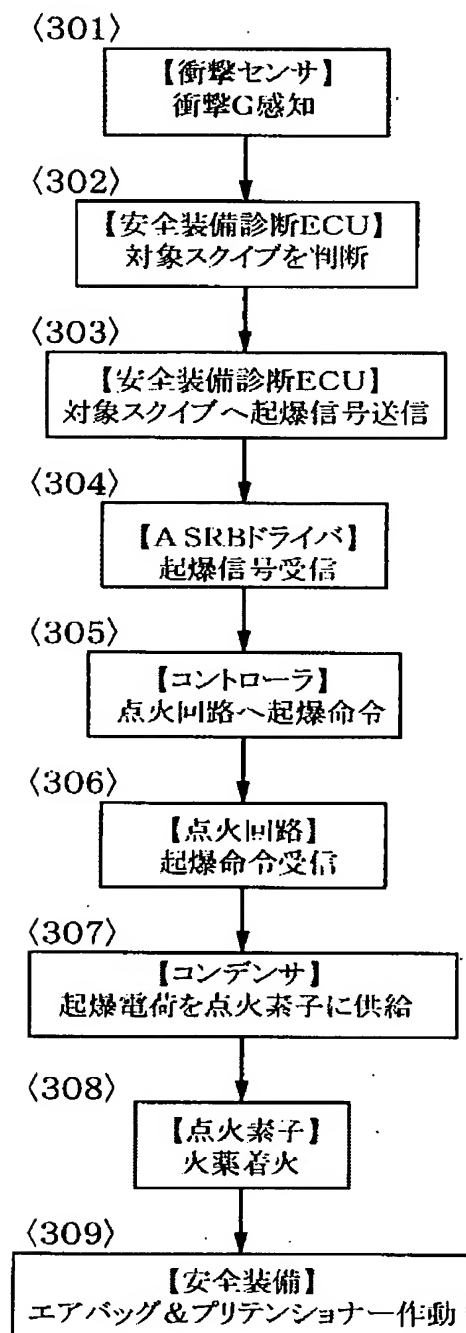 〈301〉
【衝撃センサ】
衝撃G感知
〈302〉
【安全装備診断ECU】
対象スクイブを判断
〈303〉
【安全装備診断ECU】
対象スクイブへ起爆信号送信
〈304〉
【ASRBドライバ】
起爆信号受信
〈305〉
【コントローラ】
点火回路へ起爆命令
〈306〉
【点火回路】
起爆命令受信
〈307〉
【コンデンサ】
起爆電荷を点火素子に供給
〈308〉
【点火素子】
火薬着火
〈309〉
【安全装備】
エアバッグ&プリテンショナー作動